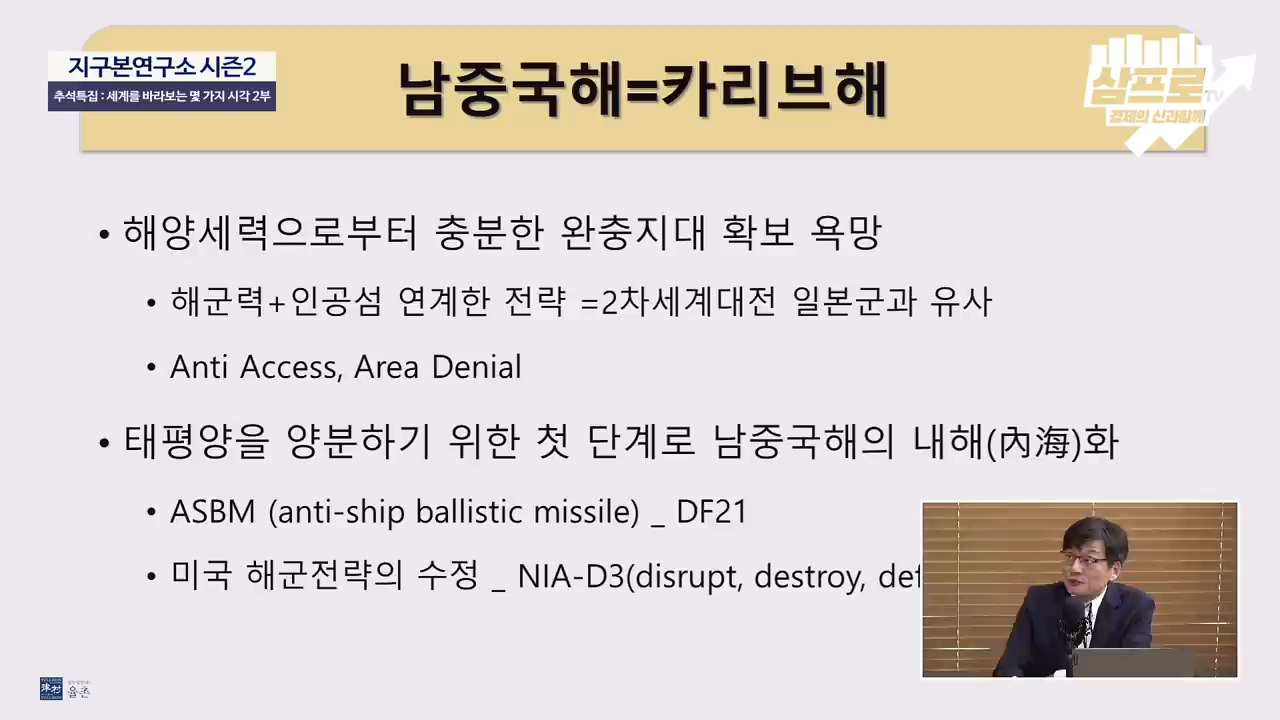 지구본연구소 시즌2
추석특집 : 세계를 바라보는 몇 가지 시각 2부
남중국해=카리브해
삼프로TV
경제의 신과함께
• 해양세력으로부터 충분한 완충지대 확보 욕망
• 해군력+인공섬 연계한 전략 =2차세계대전 일본군과 유사
• Anti Access, Area Denial
• 태평양을 양분하기 위한 첫 단계로 남중국해의 내해(內海)화
• ASBM (anti-ship ballistic missile) _ DF21
• 미국 해군전략의 수정 _ NIA-D3(disrupt, destroy, def
律村
율촌